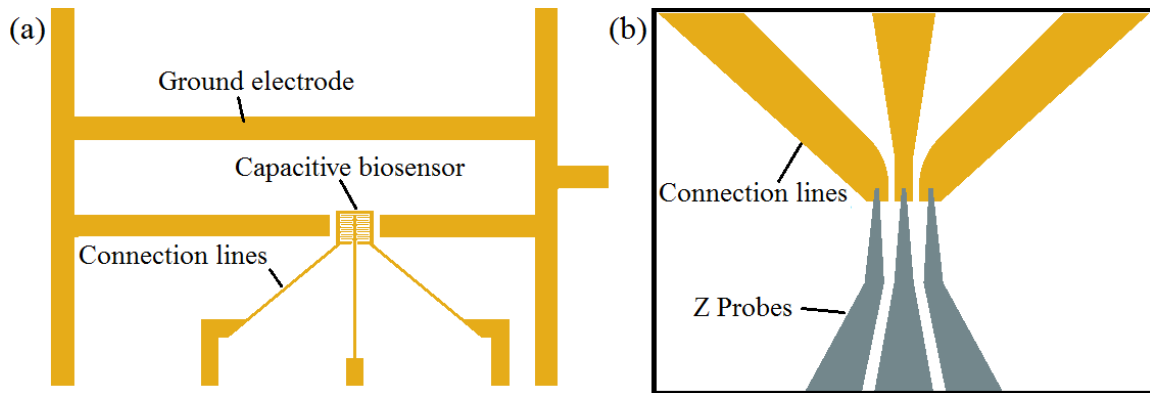 (a)
Ground electrode
Capacitive biosensor
Connection lines
(b)
Connection lines
Z Probes